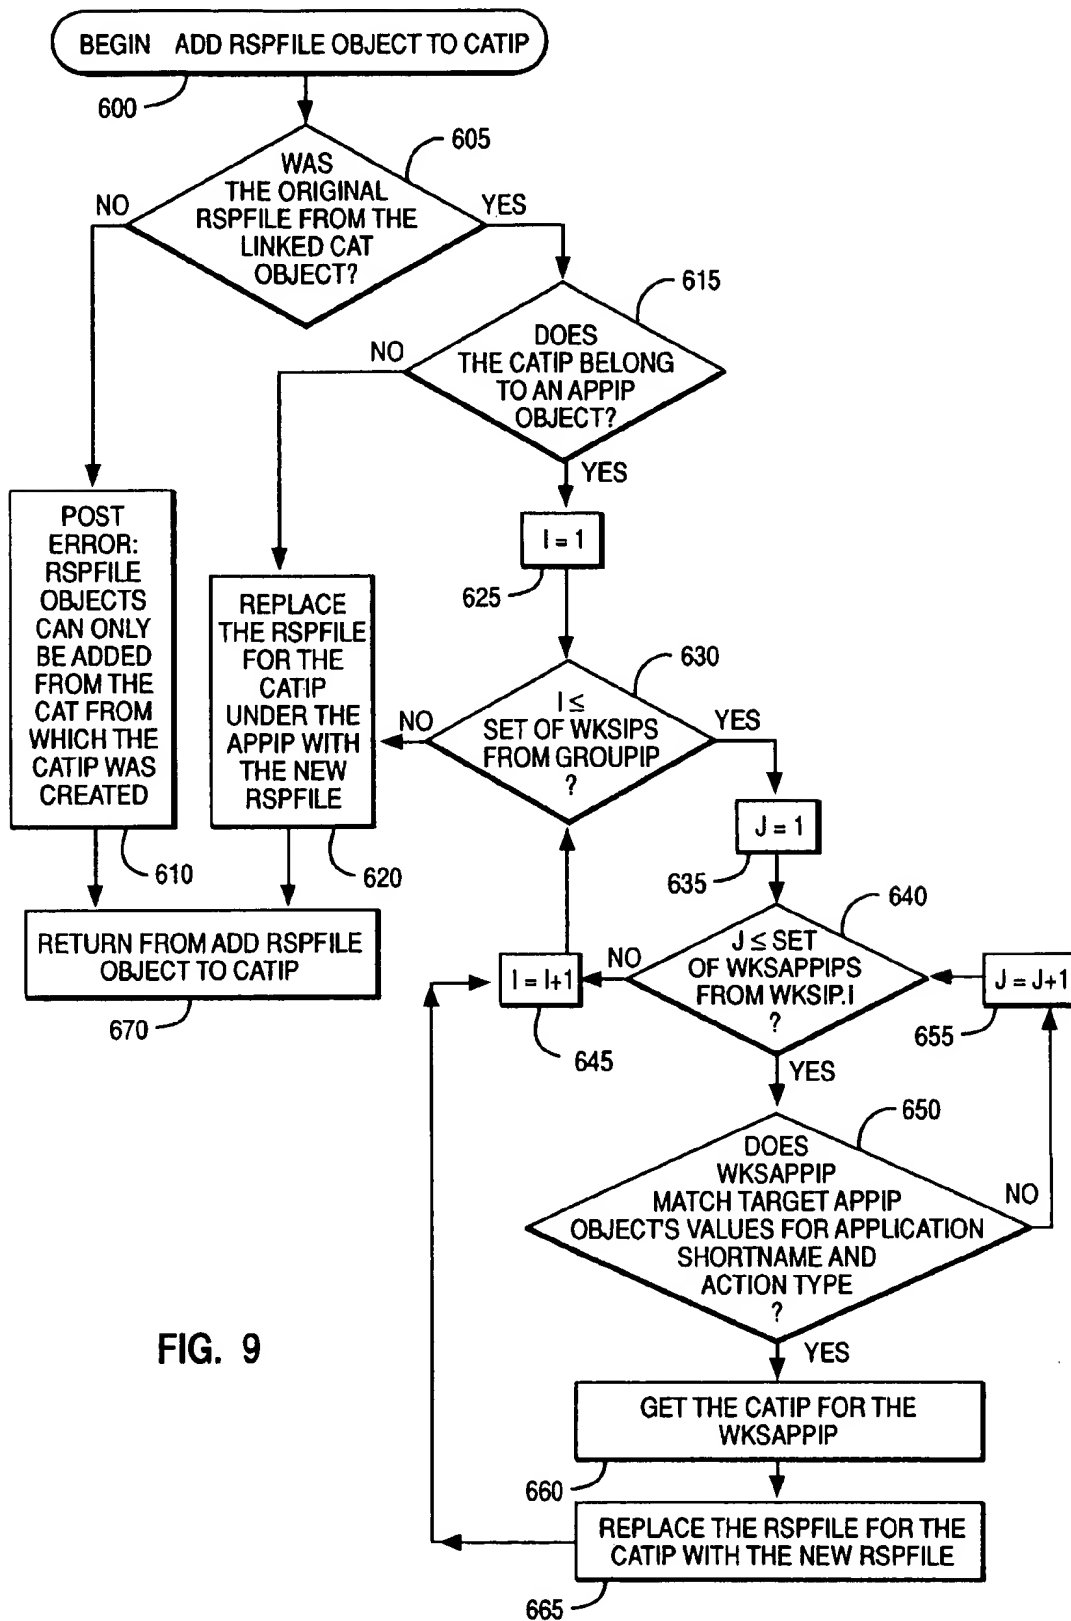 BEGIN ADD RSPFILE OBJECT TO CATIP
600
605
WAS
THE ORIGINAL
RSPFILE FROM THE
LINKED CAT
OBJECT?
NO
YES
615
DOES
THE CATIP BELONG
TO AN APPIP
OBJECT?
NO
YES
POST
ERROR:
RSPFILE
OBJECTS
CAN ONLY
BE ADDED
FROM THE
CAT FROM
WHICH THE
CATIP WAS
CREATED
610
I = 1
625
REPLACE
THE RSPFILE
FOR THE
CATIP
UNDER THE
APPIP WITH
THE NEW
RSPFILE
620
630
I ≤
SET OF WKSIPS
FROM GROUPIP
?
NO
YES
J = 1
635
RETURN FROM ADD RSPFILE
OBJECT TO CATIP
670
640
J ≤ SET
OF WKSAPPIPS
FROM WKSIP.I
?
NO
YES
I = I+1
645
J = J+1
655
650
DOES
WKSAPPIP
MATCH TARGET APPIP
OBJECT'S VALUES FOR APPLICATION
SHORTNAME AND
ACTION TYPE
?
NO
YES
FIG. 9
GET THE CATIP FOR THE
WKSAPPIP
660
REPLACE THE RSPFILE FOR THE
CATIP WITH THE NEW RSPFILE
665